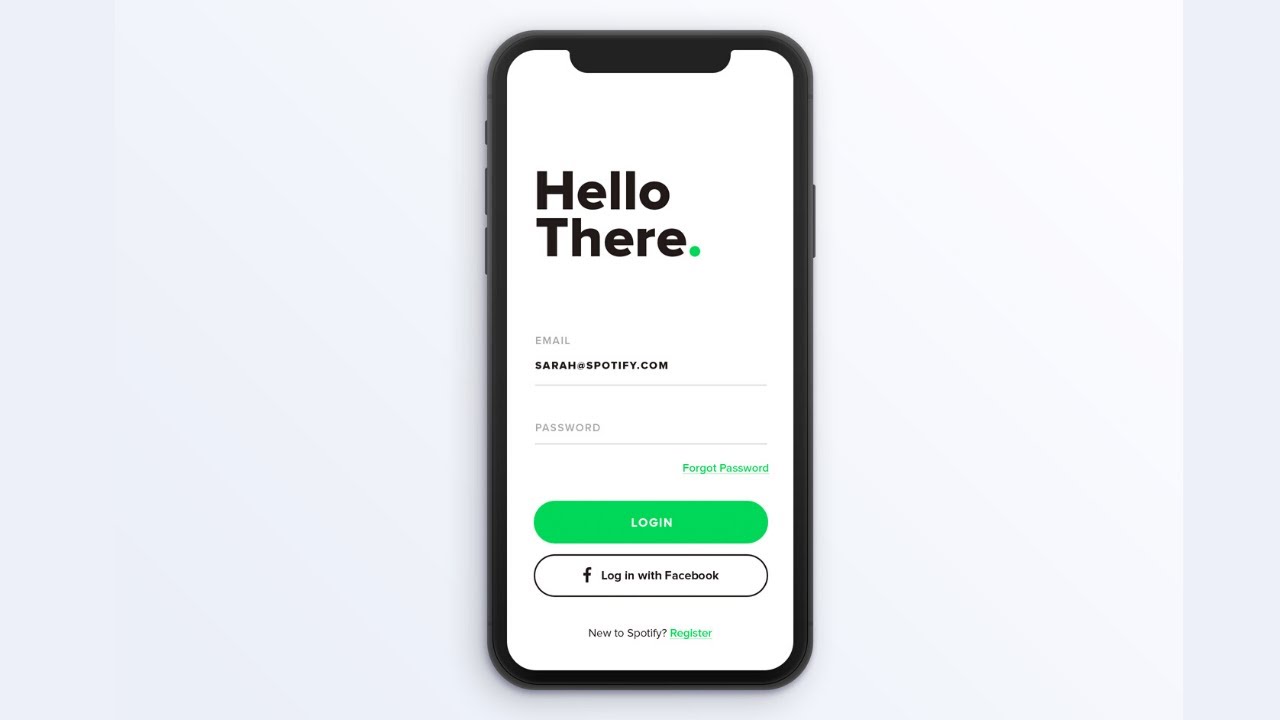 Hello
There.
EMAIL
SARAH@SPOTIFY.COM
PASSWORD
Forgot Password
LOGIN
Log in with Facebook
New to Spotify? Register